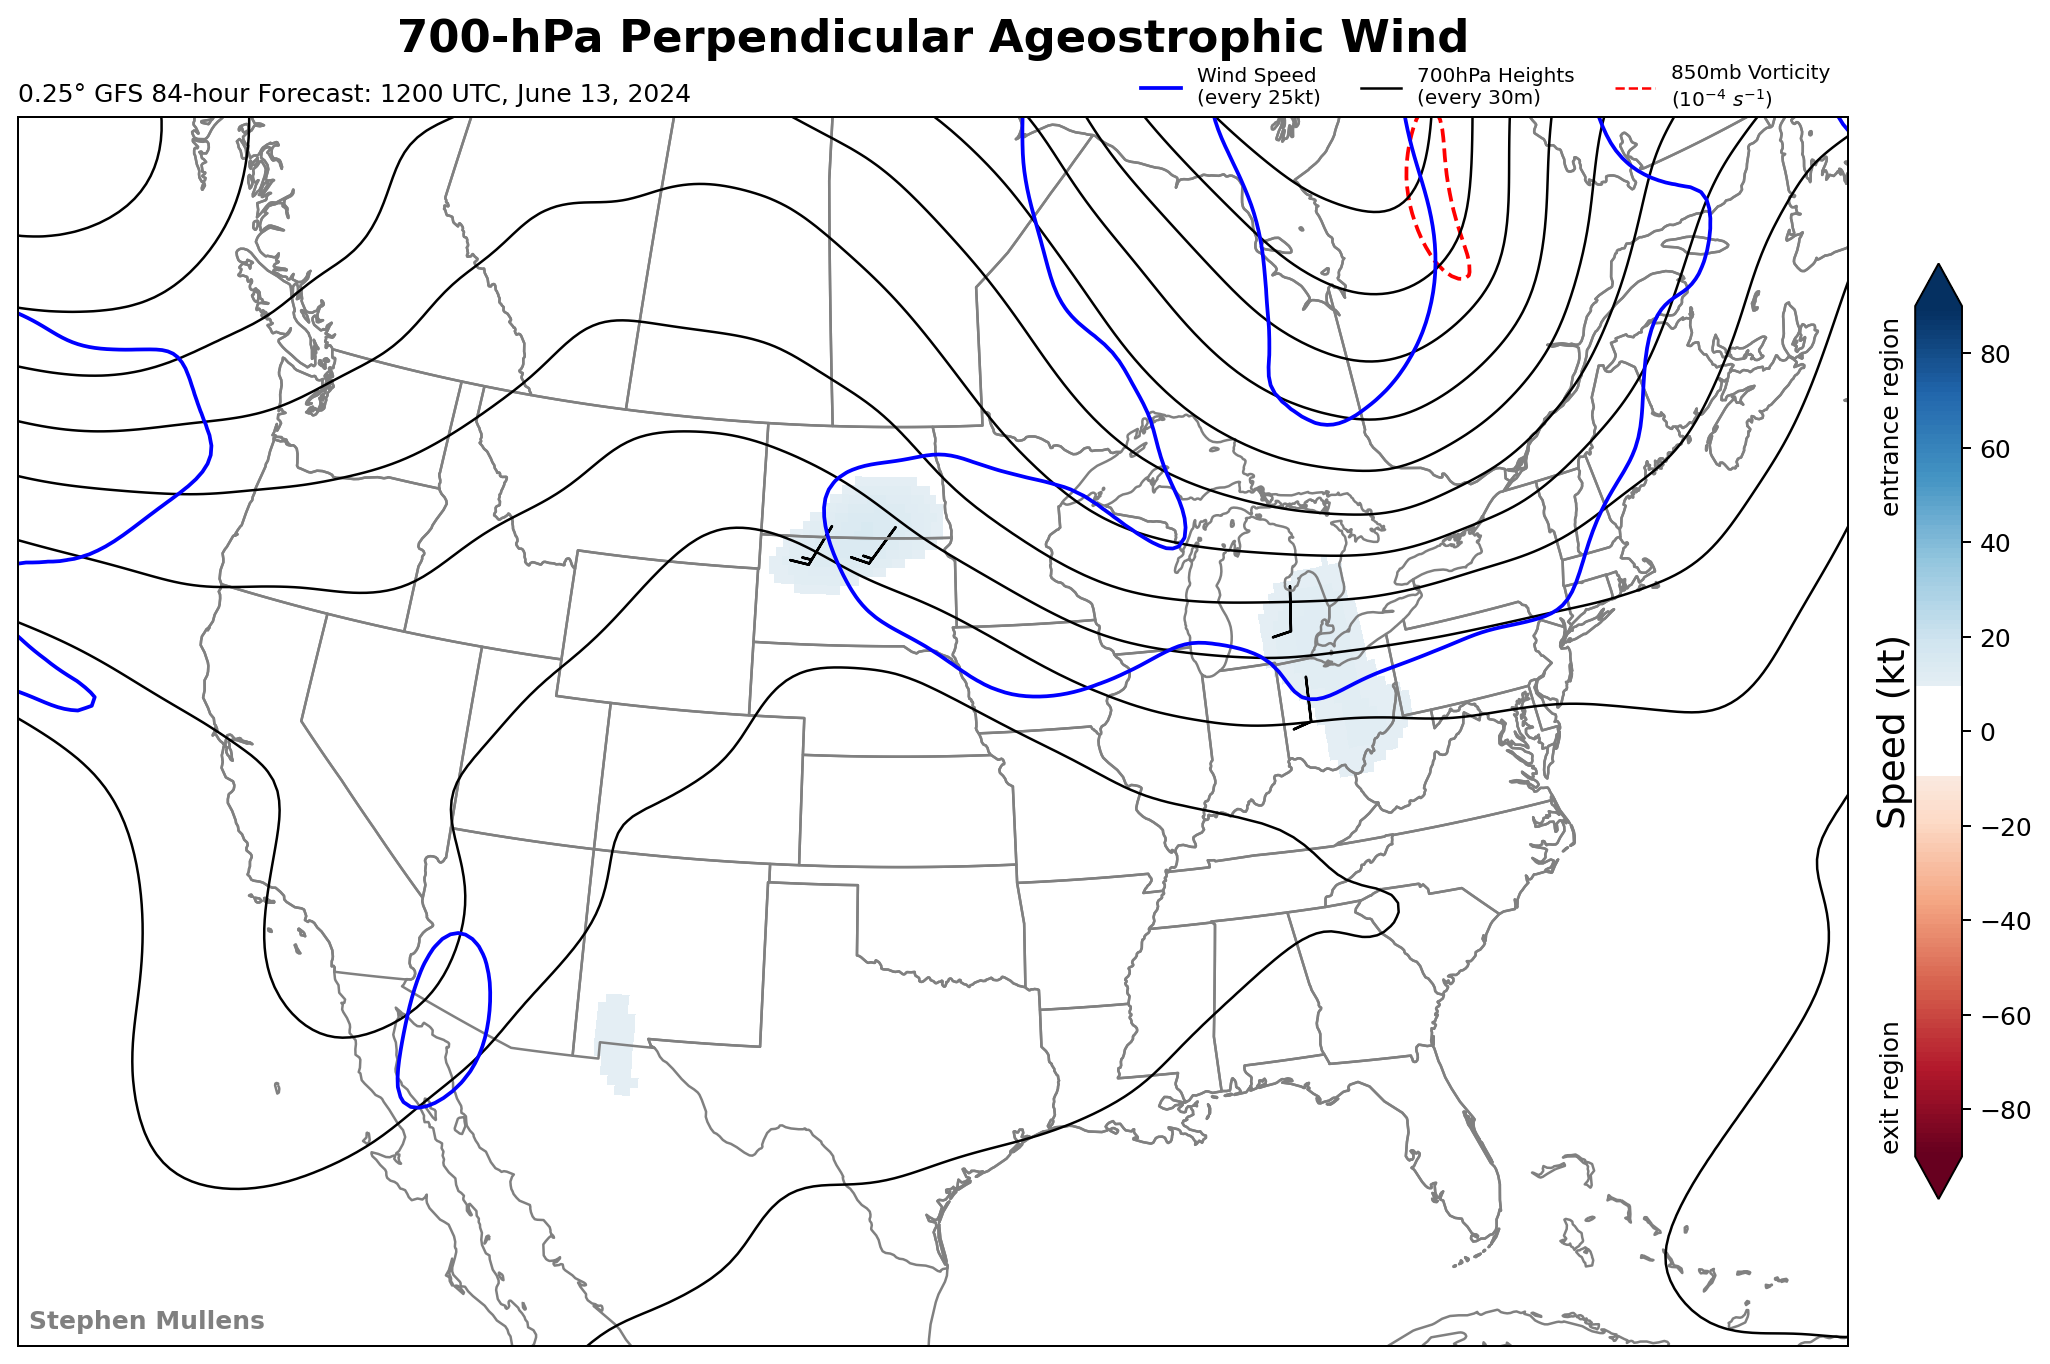 700-hPa Perpendicular Ageostrophic Wind
0.25° GFS 84-hour Forecast: 1200 UTC, June 13, 2024
Wind Speed
(every 25kt)
700hPa Heights
(every 30m)
850mb Vorticity
(10⁻⁴ s⁻¹)
entrance region
Speed (kt)
exit region
80
60
40
20
0
−20
−40
−60
−80
Stephen Mullens